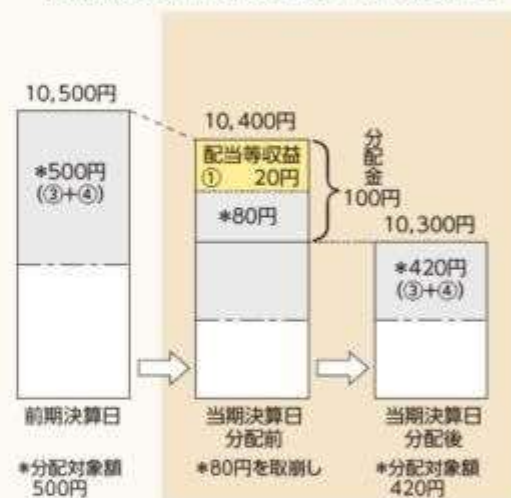 10,500円
*500円
(③+④)
10,400円
配当等収益
① 20円
*80円
分配金
100円
10,300円
*420円
(③+④)
前期決算日
当期決算日
分配前
当期決算日
分配後
*分配対象額
500円
*80円を取崩し
*分配対象額
420円